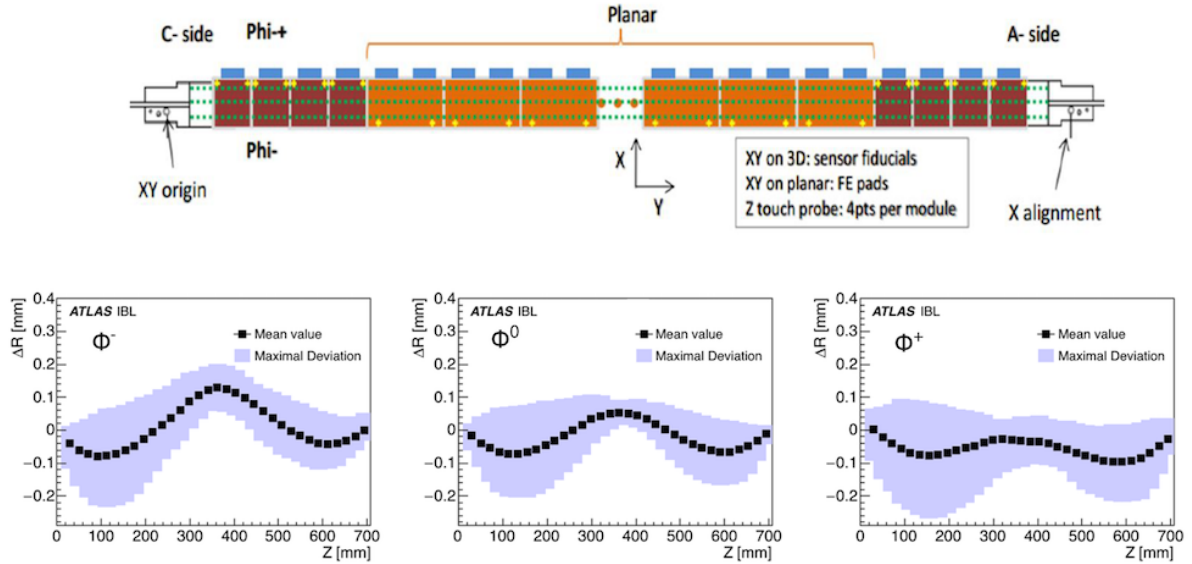 Planar
C- side Phi-+ A- side
Phi-
XY origin
X
Y
XY on 3D: sensor fiducials
XY on planar: FE pads
Z touch probe: 4pts per module
X alignment
ΔR [mm]
0.4
0.3
0.2
0.1
0
−0.1
−0.2
ATLAS IBL
Φ-
Mean value
Maximal Deviation
0 100 200 300 400 500 600 700
Z [mm]
ΔR [mm]
0.4
0.3
0.2
0.1
0
−0.1
−0.2
ATLAS IBL
Φ0
Mean value
Maximal Deviation
0 100 200 300 400 500 600 700
Z [mm]
ΔR [mm]
0.4
0.3
0.2
0.1
0
−0.1
−0.2
ATLAS IBL
Φ+
Mean value
Maximal Deviation
0 100 200 300 400 500 600 700
Z [mm]